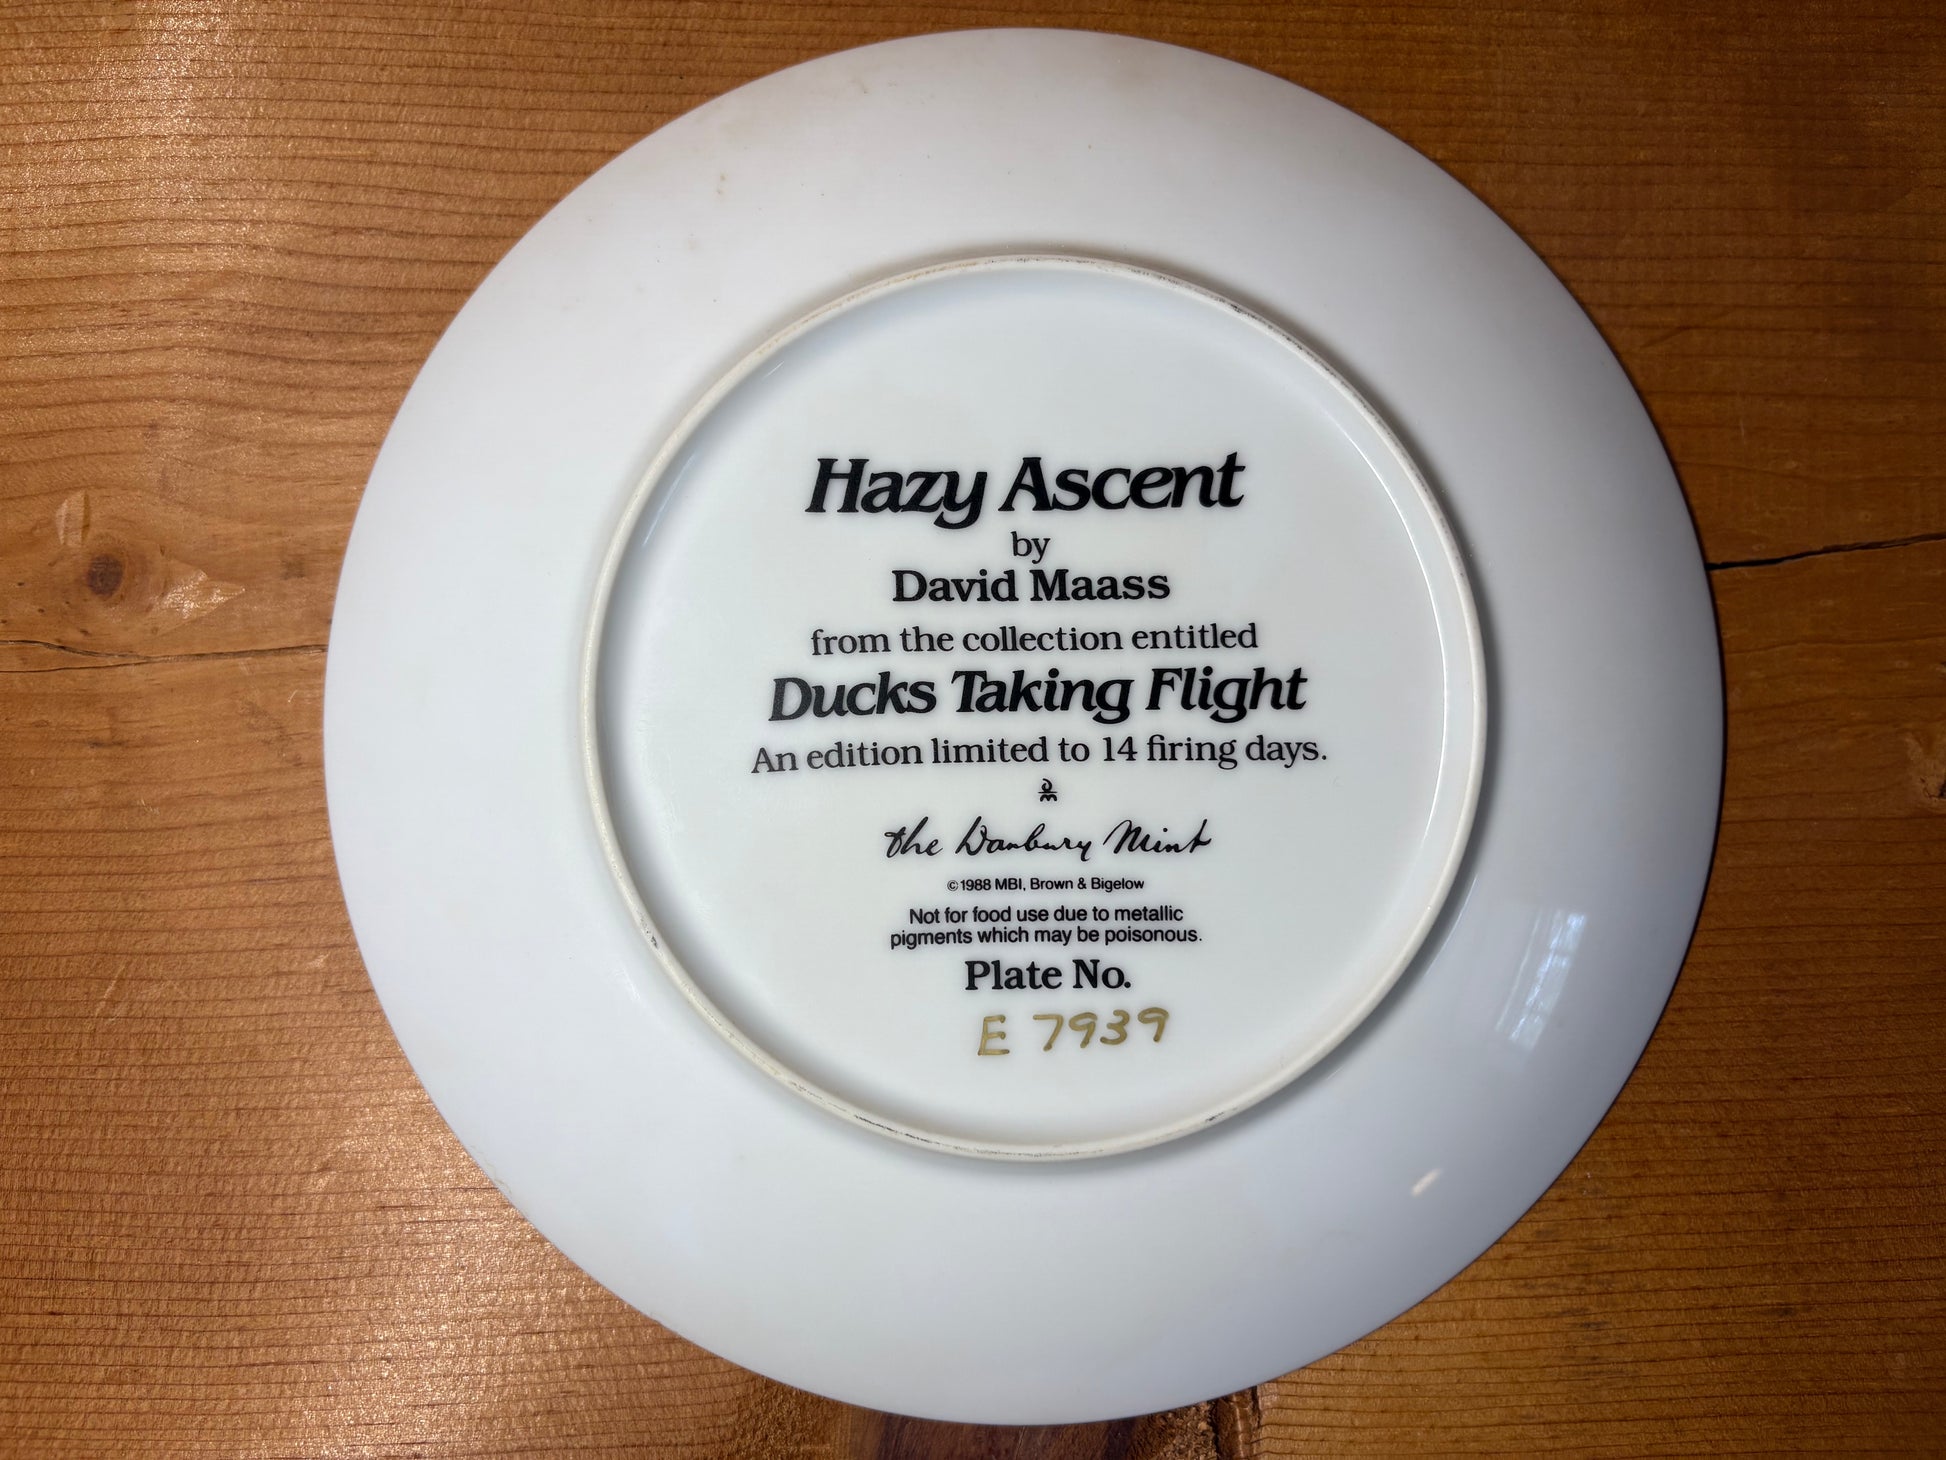 Hazy Ascent
by
David Maass
from the collection entitled
Ducks Taking Flight
An edition limited to 14 firing days.
the Danbury Mint
©1988 MBI, Brown & Bigelow
Not for food use due to metallic
pigments which may be poisonous.
Plate No.
E 7939